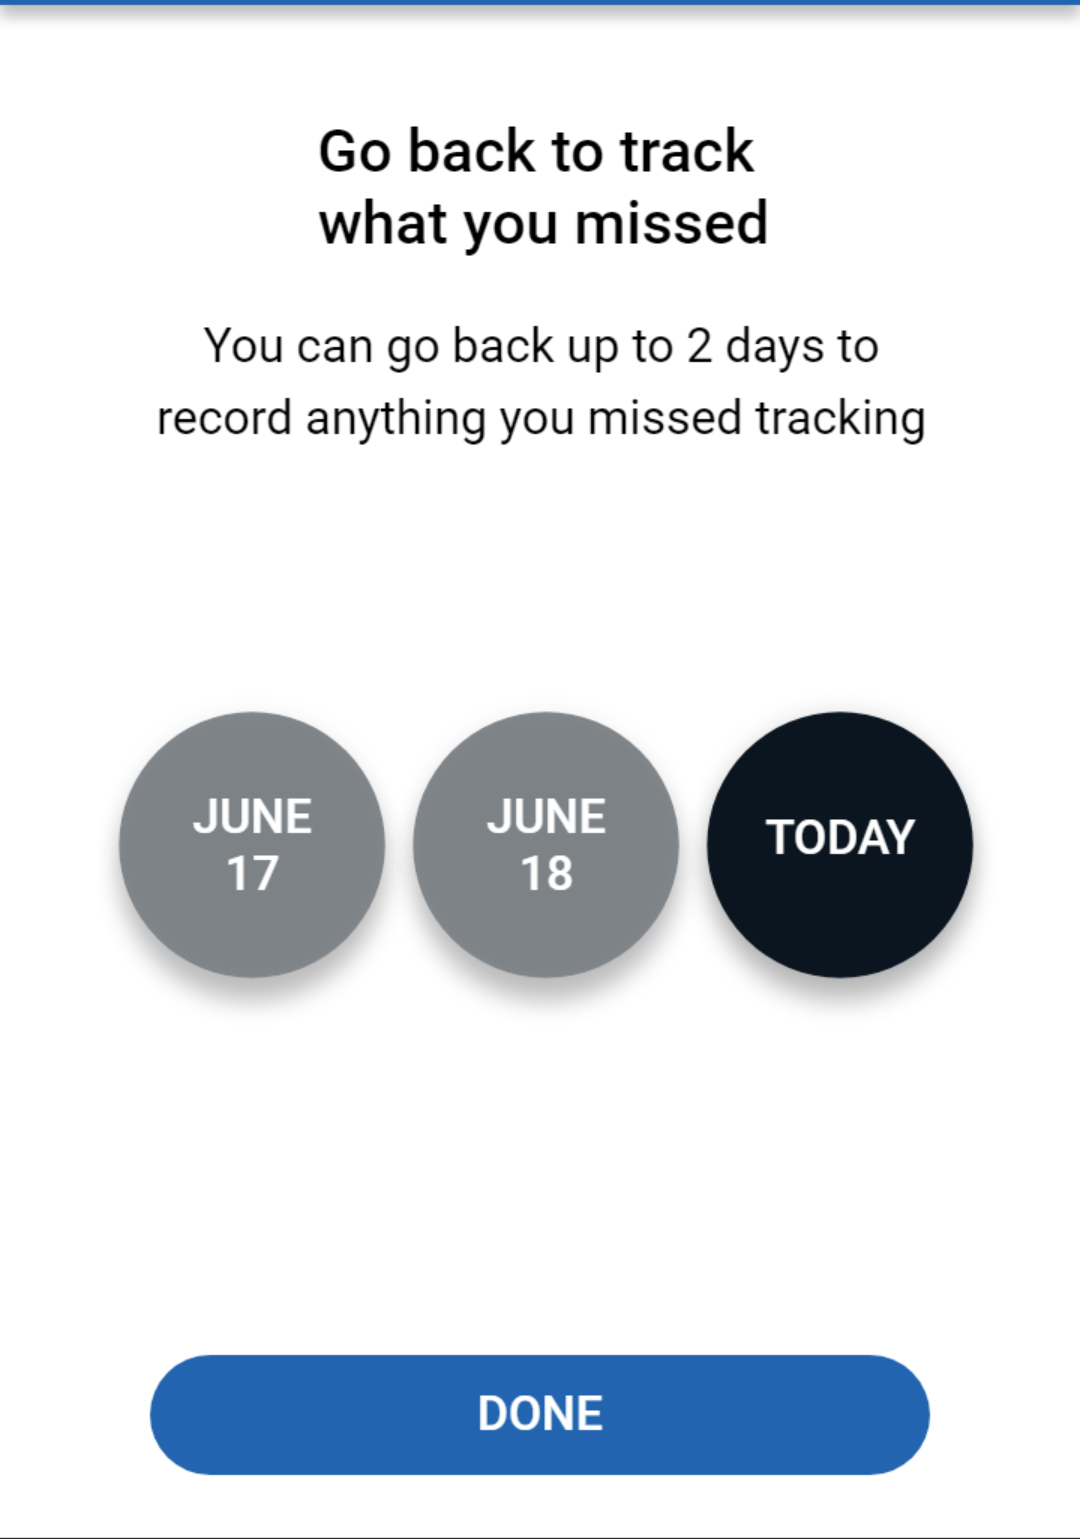 Go back to track
what you missed
You can go back up to 2 days to
record anything you missed tracking
JUNE
17
JUNE
18
TODAY
DONE